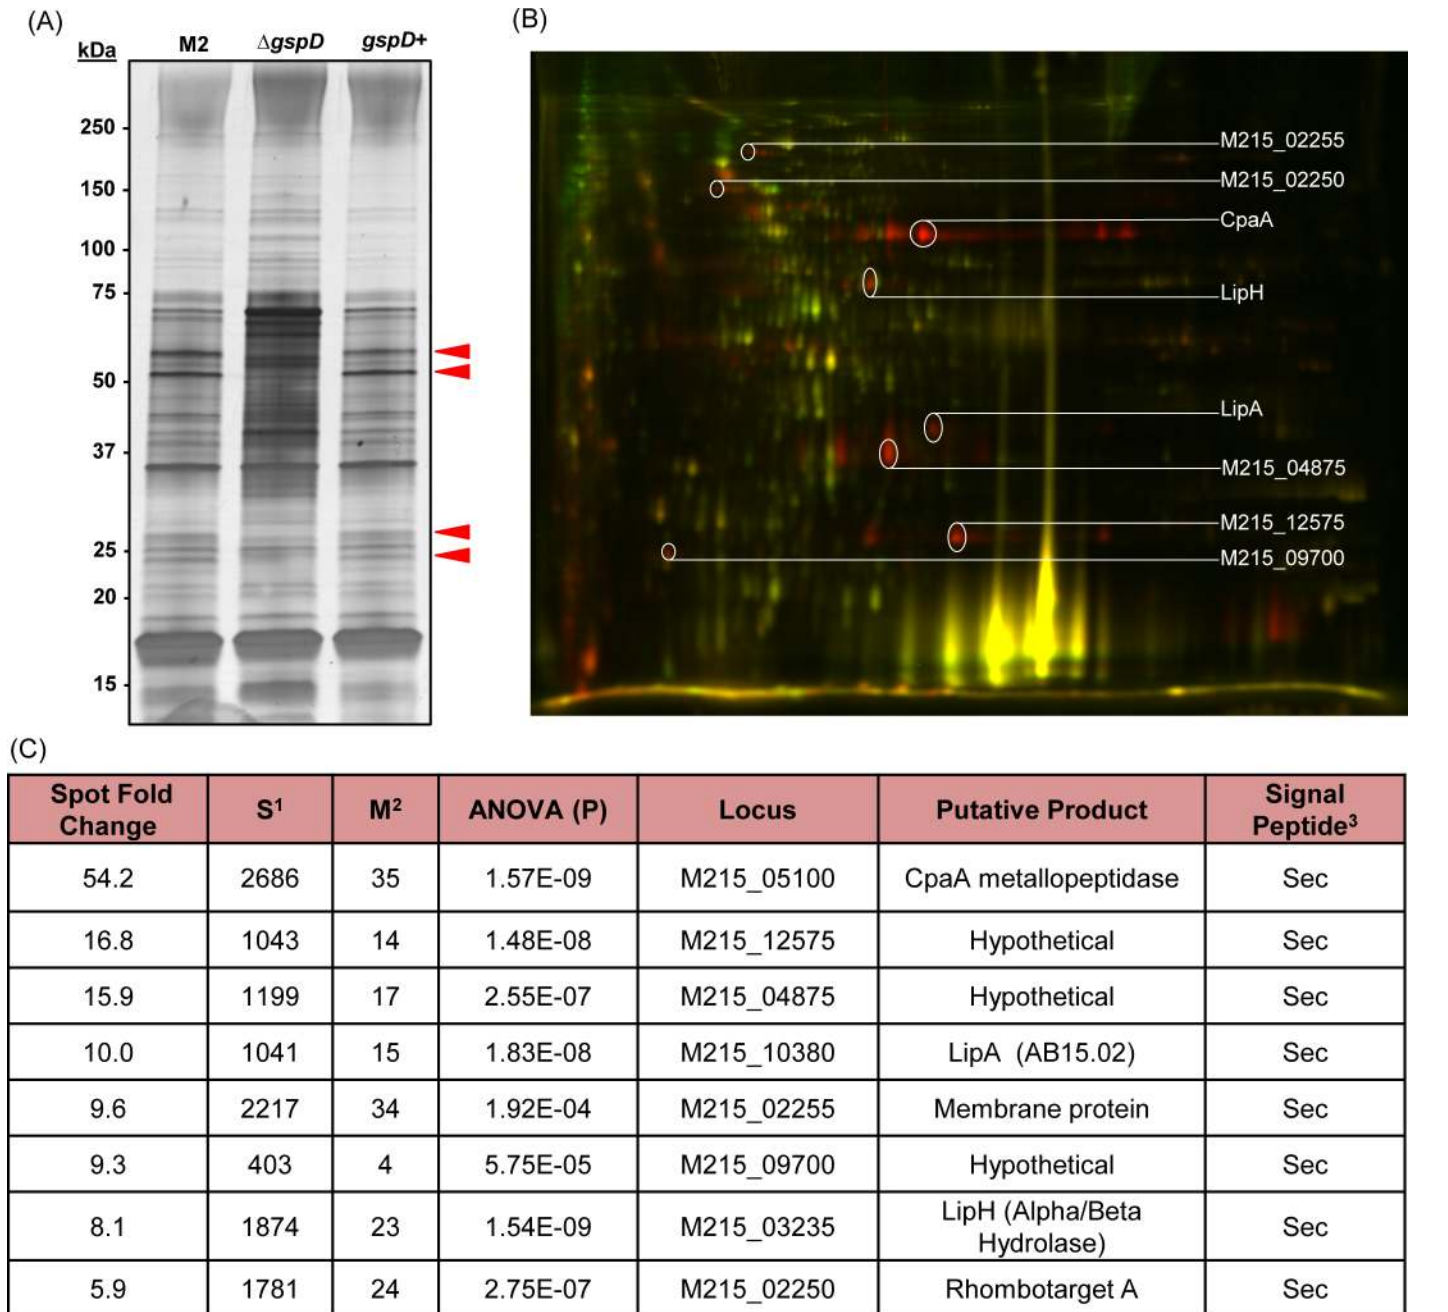 (A)
kDa M2 ΔgspD gspD+
250
150
100
75
50
37
25
20
15
(B)
M215_02255
M215_02250
CpaA
LipH
LipA
M215_04875
M215_12575
M215_09700
(C)
Spot Fold Change S¹ M² ANOVA (P) Locus Putative Product Signal Peptide³
54.2 2686 35 1.57E-09 M215_05100 CpaA metallopeptidase Sec
16.8 1043 14 1.48E-08 M215_12575 Hypothetical Sec
15.9 1199 17 2.55E-07 M215_04875 Hypothetical Sec
10.0 1041 15 1.83E-08 M215_10380 LipA (AB15.02) Sec
9.6 2217 34 1.92E-04 M215_02255 Membrane protein Sec
9.3 403 4 5.75E-05 M215_09700 Hypothetical Sec
8.1 1874 23 1.54E-09 M215_03235 LipH (Alpha/Beta Hydrolase) Sec
5.9 1781 24 2.75E-07 M215_02250 Rhombotarget A Sec